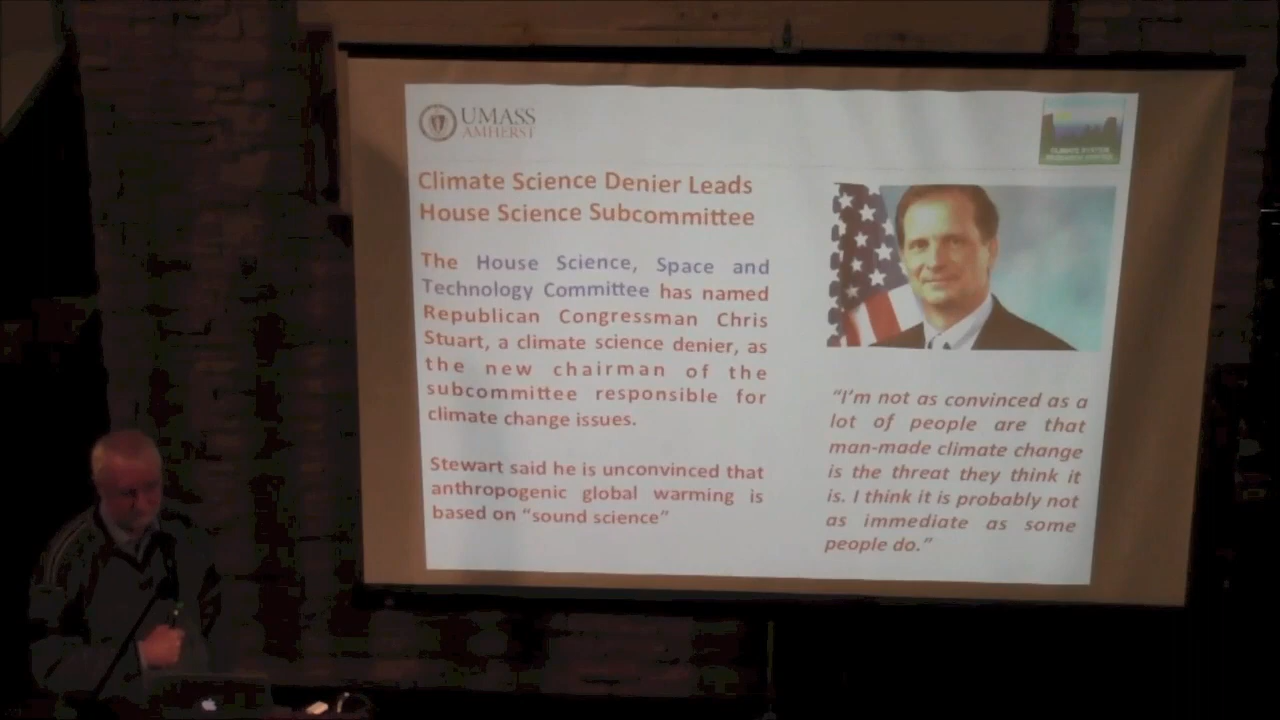 UMASS
AMHERST
CLIMATE SYSTEM
RESEARCH CENTER
Climate Science Denier Leads
House Science Subcommittee
The House Science, Space and
Technology Committee has named
Republican Congressman Chris
Stuart, a climate science denier, as
the new chairman of the
subcommittee responsible for
climate change issues.
Stewart said he is unconvinced that
anthropogenic global warming is
based on “sound science”
“I’m not as convinced as a
lot of people are that
man-made climate change
is the threat they think it
is. I think it is probably not
as immediate as some
people do.”